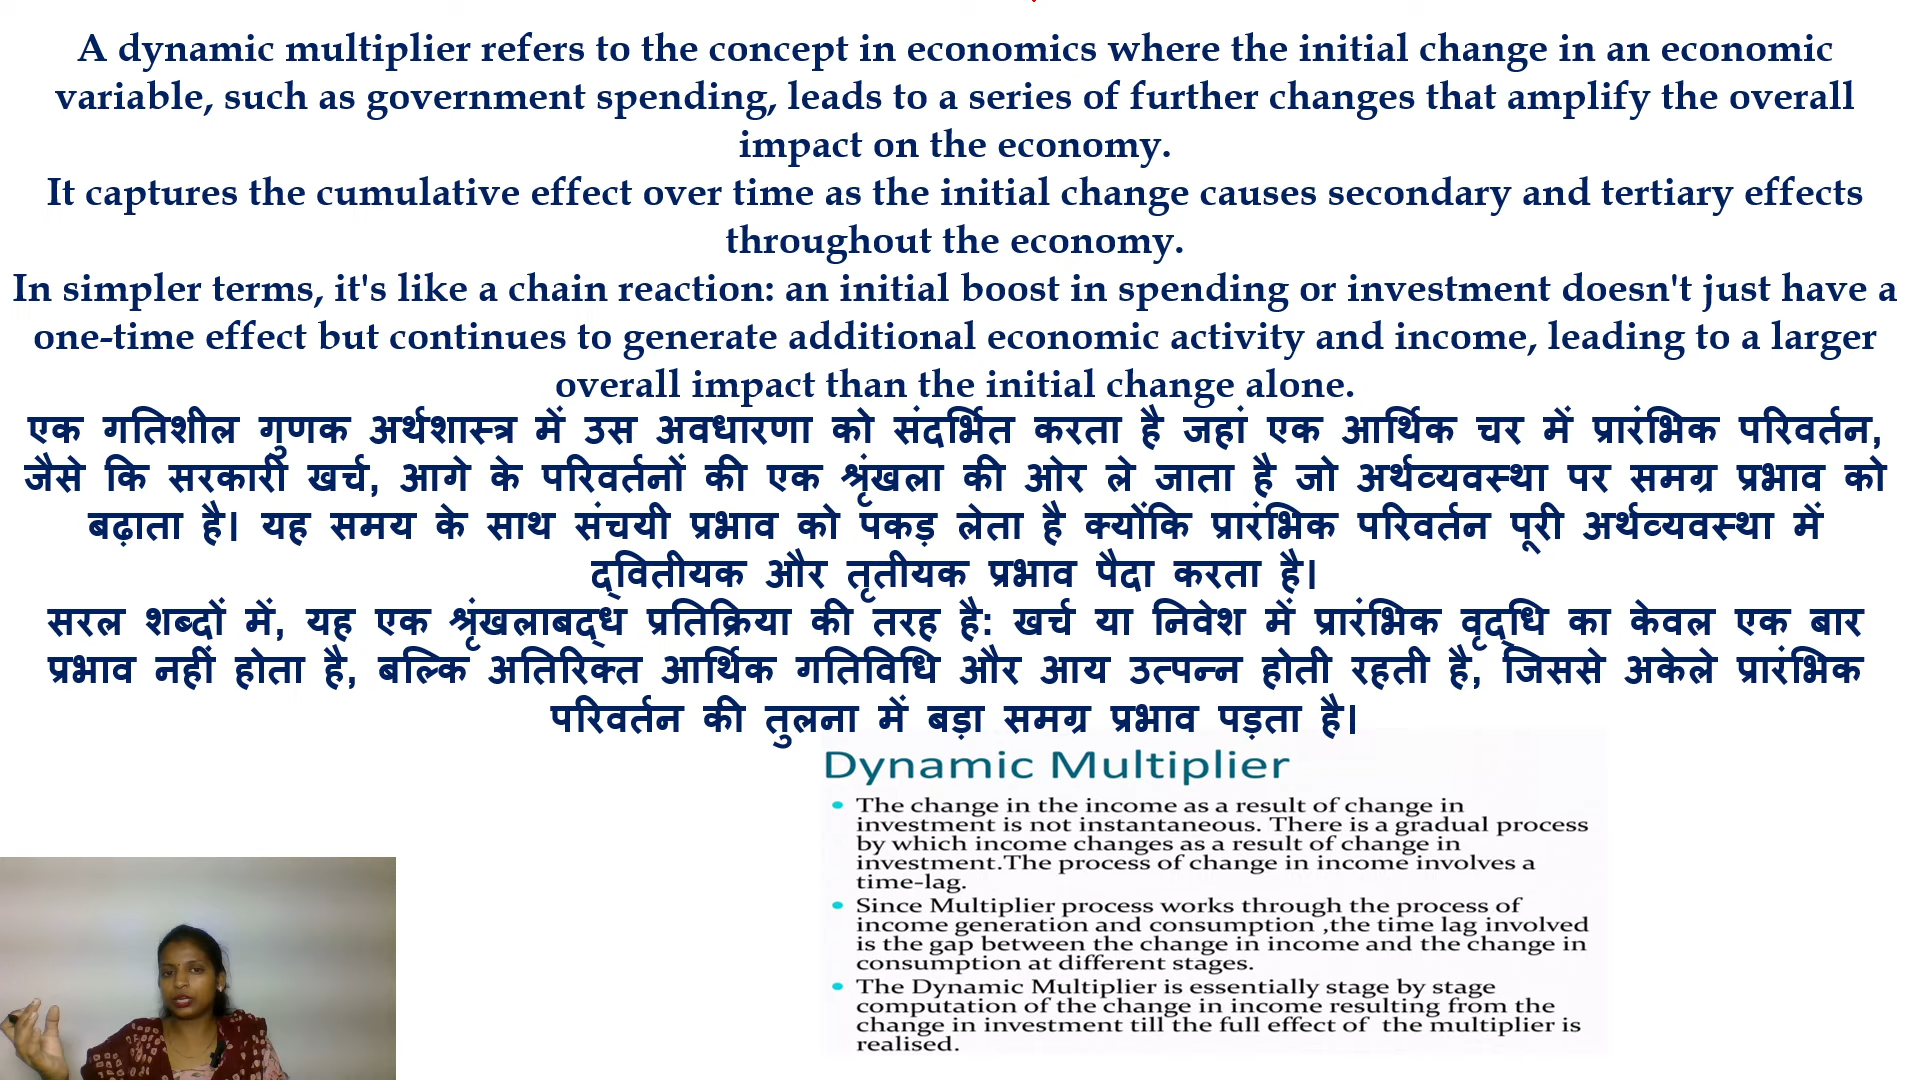 A dynamic multiplier refers to the concept in economics where the initial change in an economic
variable, such as government spending, leads to a series of further changes that amplify the overall
impact on the economy.
It captures the cumulative effect over time as the initial change causes secondary and tertiary effects
throughout the economy.
In simpler terms, it's like a chain reaction: an initial boost in spending or investment doesn't just have a
one-time effect but continues to generate additional economic activity and income, leading to a larger
overall impact than the initial change alone.
एक गतिशील गुणक अर्थशास्त्र में उस अवधारणा को संदर्भित करता है जहां एक आर्थिक चर में प्रारंभिक परिवर्तन,
जैसे कि सरकारी खर्च, आगे के परिवर्तनों की एक श्रृंखला की ओर ले जाता है जो अर्थव्यवस्था पर समग्र प्रभाव को
बढ़ाता है। यह समय के साथ संचयी प्रभाव को पकड़ लेता है क्योंकि प्रारंभिक परिवर्तन पूरी अर्थव्यवस्था में
द्वितीयक और तृतीयक प्रभाव पैदा करता है।
सरल शब्दों में, यह एक श्रृंखलाबद्ध प्रतिक्रिया की तरह है: खर्च या निवेश में प्रारंभिक वृद्धि का केवल एक बार
प्रभाव नहीं होता है, बल्कि अतिरिक्त आर्थिक गतिविधि और आय उत्पन्न होती रहती है, जिससे अकेले प्रारंभिक
परिवर्तन की तुलना में बड़ा समग्र प्रभाव पड़ता है।
Dynamic Multiplier
• The change in the income as a result of change in
investment is not instantaneous. There is a gradual process
by which income changes as a result of change in
investment.The process of change in income involves a
time-lag.
• Since Multiplier process works through the process of
income generation and consumption ,the time lag involved
is the gap between the change in income and the change in
consumption at different stages.
• The Dynamic Multiplier is essentially stage by stage
computation of the change in income resulting from the
change in investment till the full effect of the multiplier is
realised.